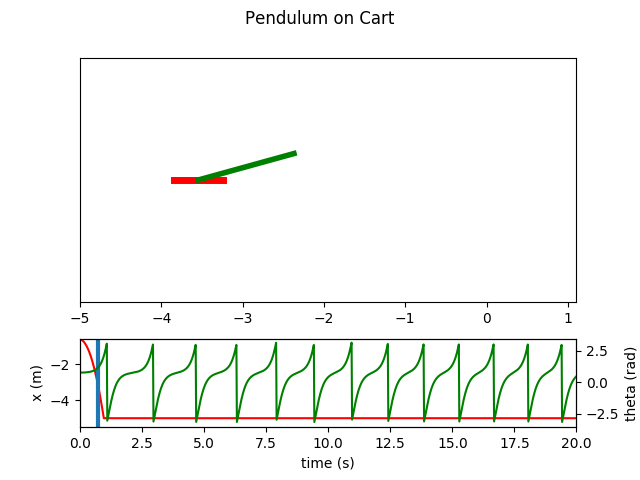 Pendulum on Cart
−5 −4 −3 −2 −1 0 1
x (m)
−2
−4
2.5
0.0
−2.5
theta (rad)
0.0 2.5 5.0 7.5 10.0 12.5 15.0 17.5 20.0
time (s)